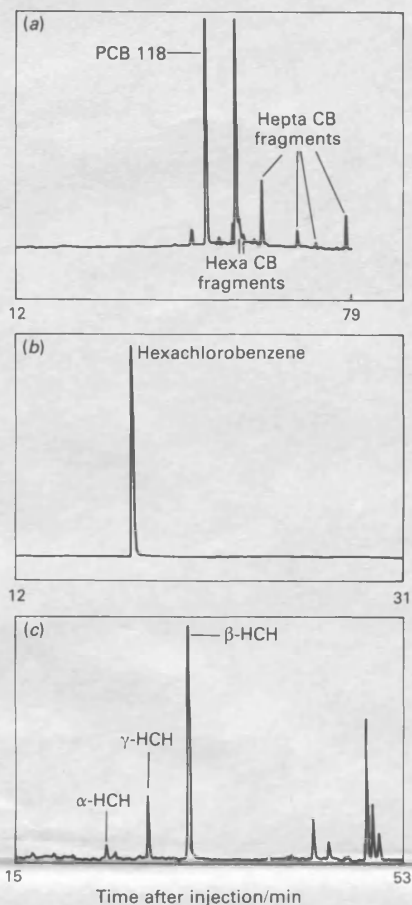 (a)
PCB 118
Hepta CB
fragments
Hexa CB
fragments
12
79
(b)
Hexachlorobenzene
12
31
(c)
β-HCH
γ-HCH
α-HCH
15
53
Time after injection/min